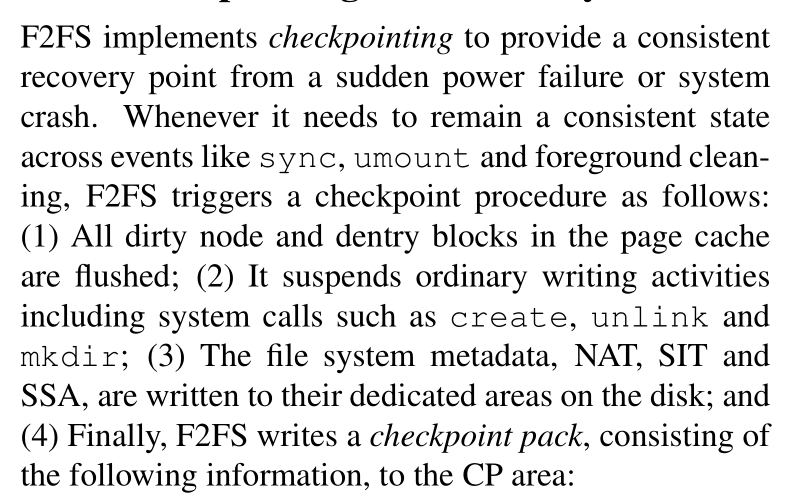 F2FS implements checkpointing to provide a consistent
recovery point from a sudden power failure or system
crash. Whenever it needs to remain a consistent state
across events like sync, umount and foreground clean-
ing, F2FS triggers a checkpoint procedure as follows:
(1) All dirty node and dentry blocks in the page cache
are flushed; (2) It suspends ordinary writing activities
including system calls such as create, unlink and
mkdir; (3) The file system metadata, NAT, SIT and
SSA, are written to their dedicated areas on the disk; and
(4) Finally, F2FS writes a checkpoint pack, consisting of
the following information, to the CP area: